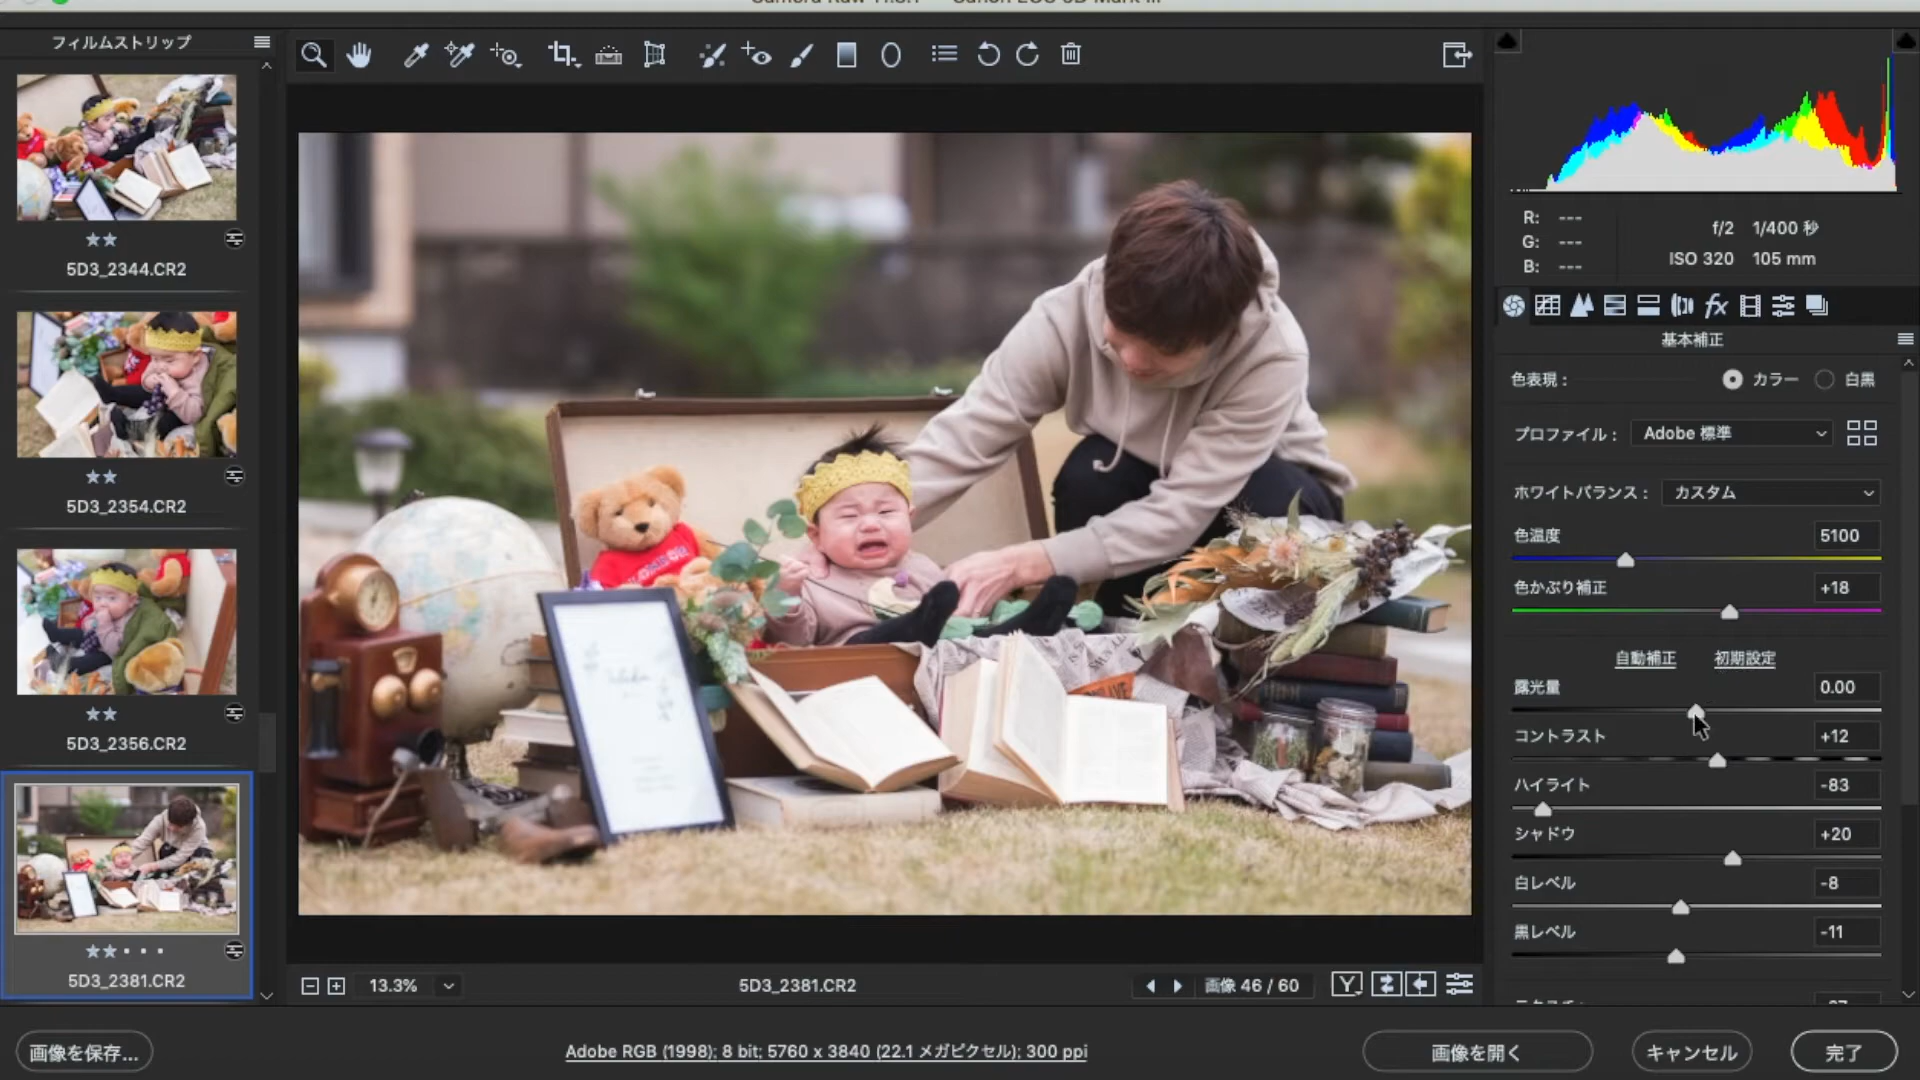 フィルムストリップ
5D3_2344.CR2
5D3_2354.CR2
5D3_2356.CR2
5D3_2381.CR2
13.3%
5D3_2381.CR2
画像 46 / 60
R: ---
G: ---
B: ---
f/2 1/400 秒
ISO 320 105 mm
基本補正
色表現：
カラー
白黒
プロファイル：
Adobe 標準
ホワイトバランス：
カスタム
色温度
5100
色かぶり補正
+18
自動補正
初期設定
露光量
0.00
コントラスト
+12
ハイライト
-83
シャドウ
+20
白レベル
-8
黒レベル
-11
画像を保存...
Adobe RGB (1998); 8 bit; 5760 x 3840 (22.1 メガピクセル); 300 ppi
画像を開く
キャンセル
完了